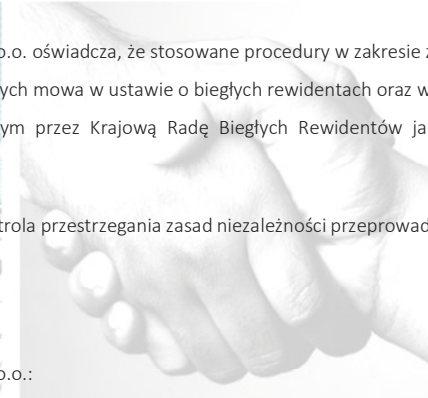 o.o. oświadcza, że stosowane procedury w zakresie
ych mowa w ustawie o biegłych rewidentach oraz w
ym przez Krajową Radę Biegłych Rewidentów ja
trola przestrzegania zasad niezależności przeprowad
o.o.: